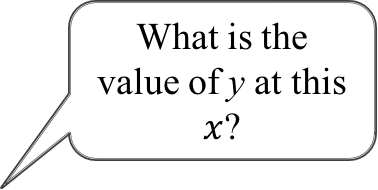 What is the
value of y at this
x?